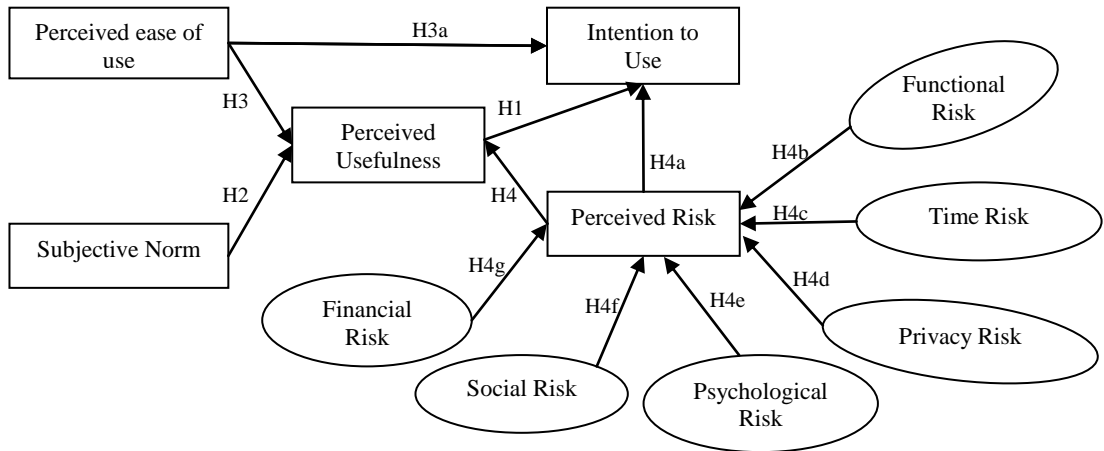 Perceived ease of
use
H3a
Intention to
Use
H3
H1
Perceived
Usefulness
Functional
Risk
H4b
H4a
H2
H4
Subjective Norm
Perceived Risk
H4c
Time Risk
H4g
H4d
Financial
Risk
H4f
H4e
Privacy Risk
Social Risk
Psychological
Risk